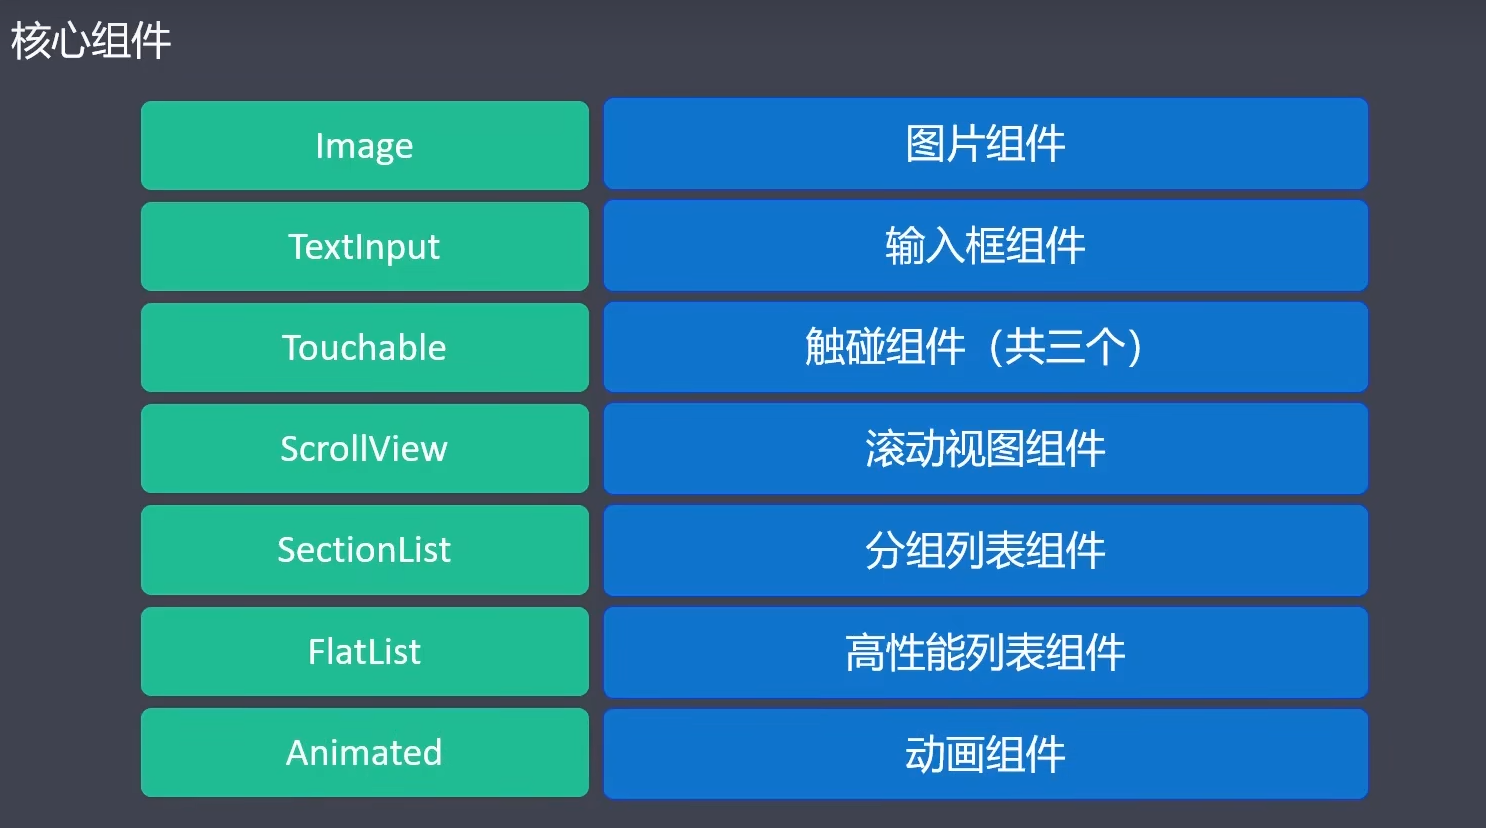 核心组件
Image 图片组件
TextInput 输入框组件
Touchable 触碰组件（共三个）
ScrollView 滚动视图组件
SectionList 分组列表组件
FlatList 高性能列表组件
Animated 动画组件